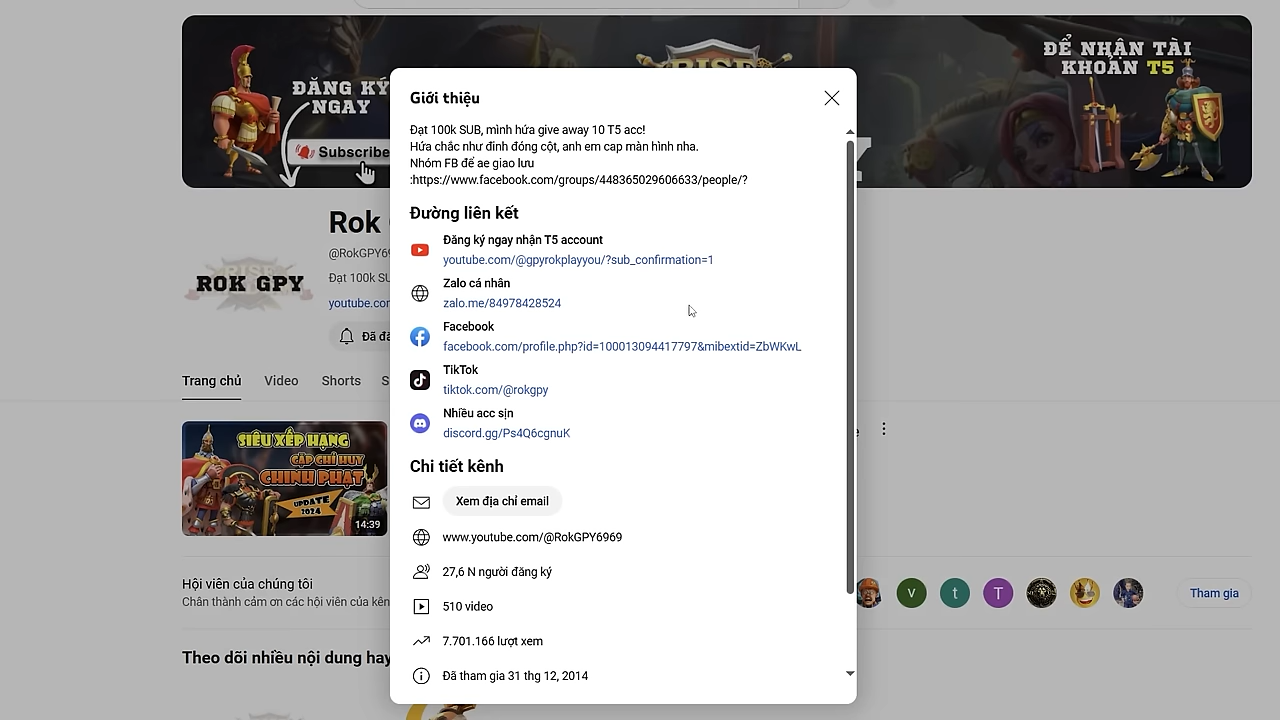 ĐĂNG KÝ
NGAY
Subscribe
RISE
ĐỂ NHẬN TÀI
KHOẢN T5
Giới thiệu
Đạt 100k SUB, mình hứa give away 10 T5 acc!
Hứa chắc như đinh đóng cột, anh em cap màn hình nha.
Nhóm FB để ae giao lưu
:https://www.facebook.com/groups/448365029606633/people/?
Đường liên kết
Đăng ký ngay nhận T5 account
youtube.com/@gpyrokplayyou/?sub_confirmation=1
Zalo cá nhân
zalo.me/84978428524
Facebook
facebook.com/profile.php?id=100013094417797&mibextid=ZbWKwL
TikTok
tiktok.com/@rokgpy
Nhiều acc sịn
discord.gg/Ps4Q6cgnuK
Chi tiết kênh
Xem địa chỉ email
www.youtube.com/@RokGPY6969
27,6 N người đăng ký
510 video
7.701.166 lượt xem
Đã tham gia 31 thg 12, 2014
RISE
ROK GPY
Rok
@RokGPY69
Đạt 100k SU
youtube.com
Đã đă
Trang chủ Video Shorts S
SIÊU XẾP HẠNG
CẶP CHỈ HUY
CHINH PHẠT
UPDATE
2024
14:39
Hội viên của chúng tôi
Chân thành cảm ơn các hội viên của kên
V t T
Tham gia
Theo dõi nhiều nội dung hay